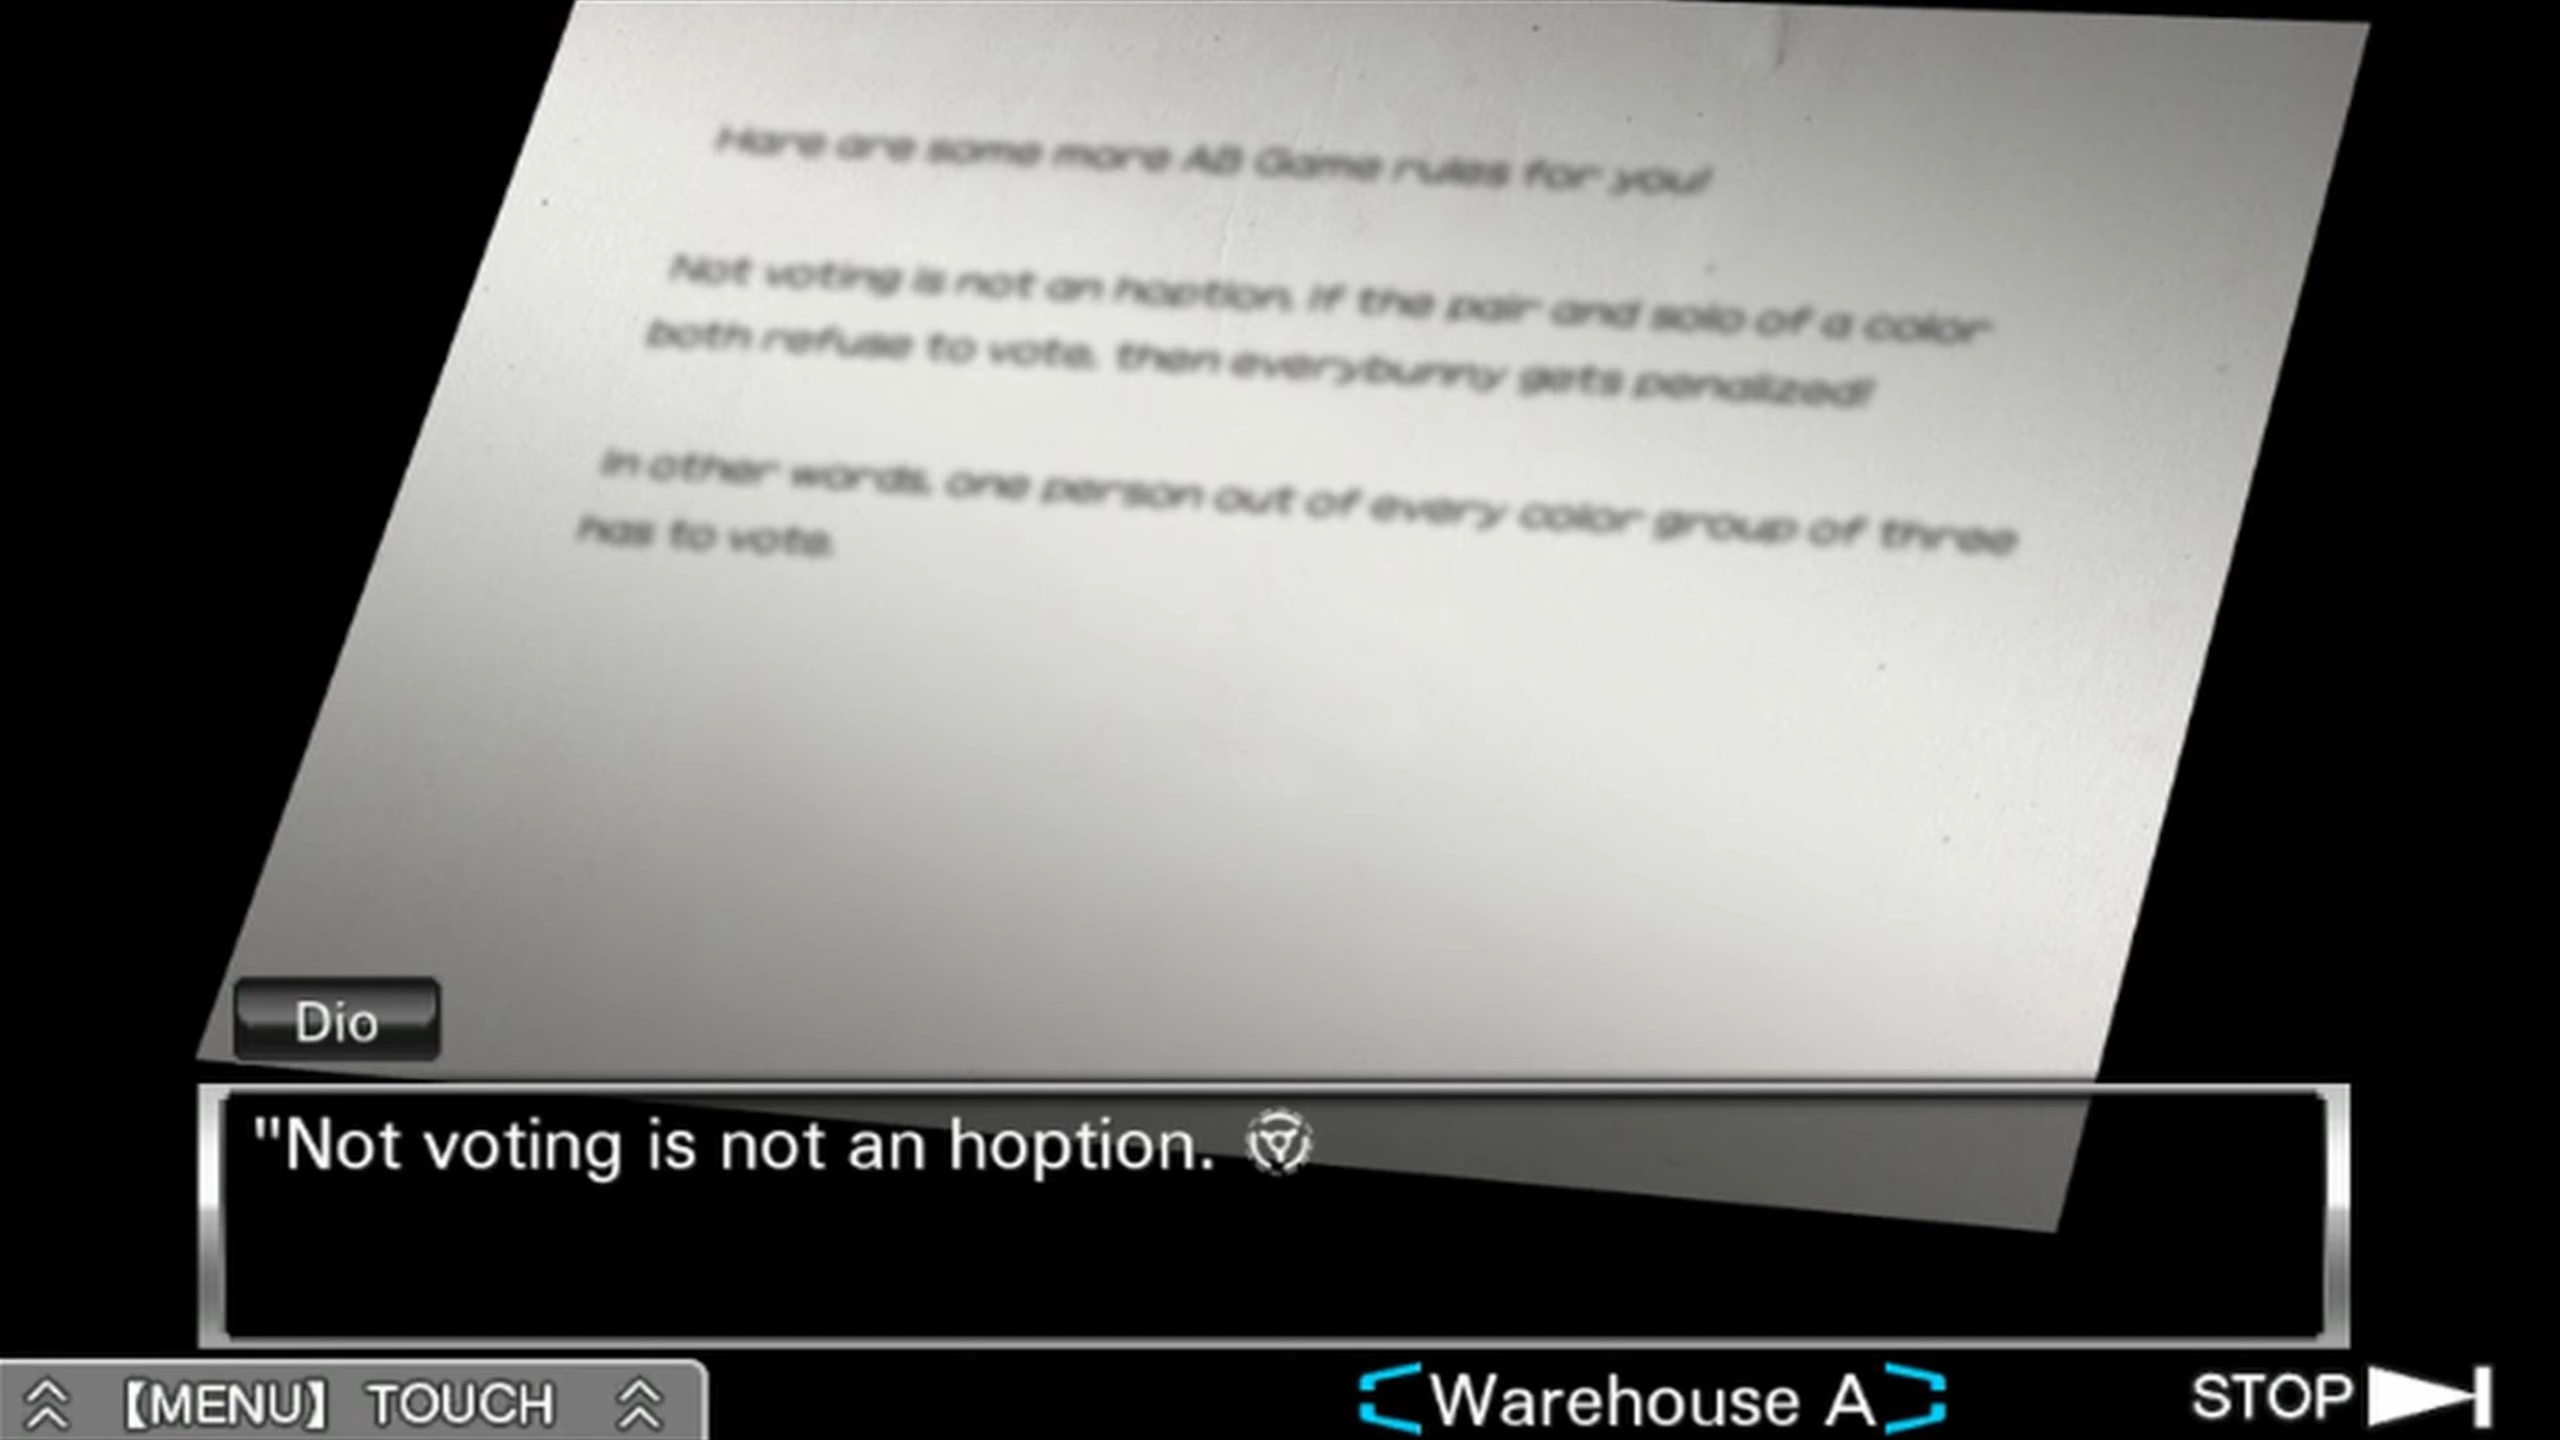 Hare are some more AB Game rules for you!
Not voting is not an hoption. If the pair and solo of a color
both refuse to vote, then everybunny gets penalized!
In other words, one person out of every color group of three
has to vote.
Dio
"Not voting is not an hoption.
【MENU】 TOUCH
Warehouse A
STOP